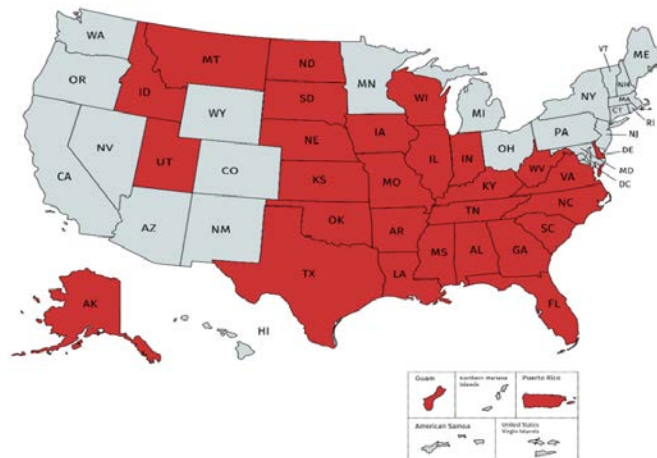 WA
MT
ND
MN
VT
ME
OR
ID
SD
WI
MI
NY
NH
MA
CT
RI
WY
NE
IA
PA
NJ
NV
UT
CO
IL
IN
OH
DE
MD
DC
CA
KS
MO
WV
VA
KY
AZ
NM
OK
AR
TN
NC
SC
TX
LA
MS
AL
GA
FL
AK
HI
Guam
Northern Mariana
Islands
Puerto Rico
American Samoa
United States
Virgin Islands